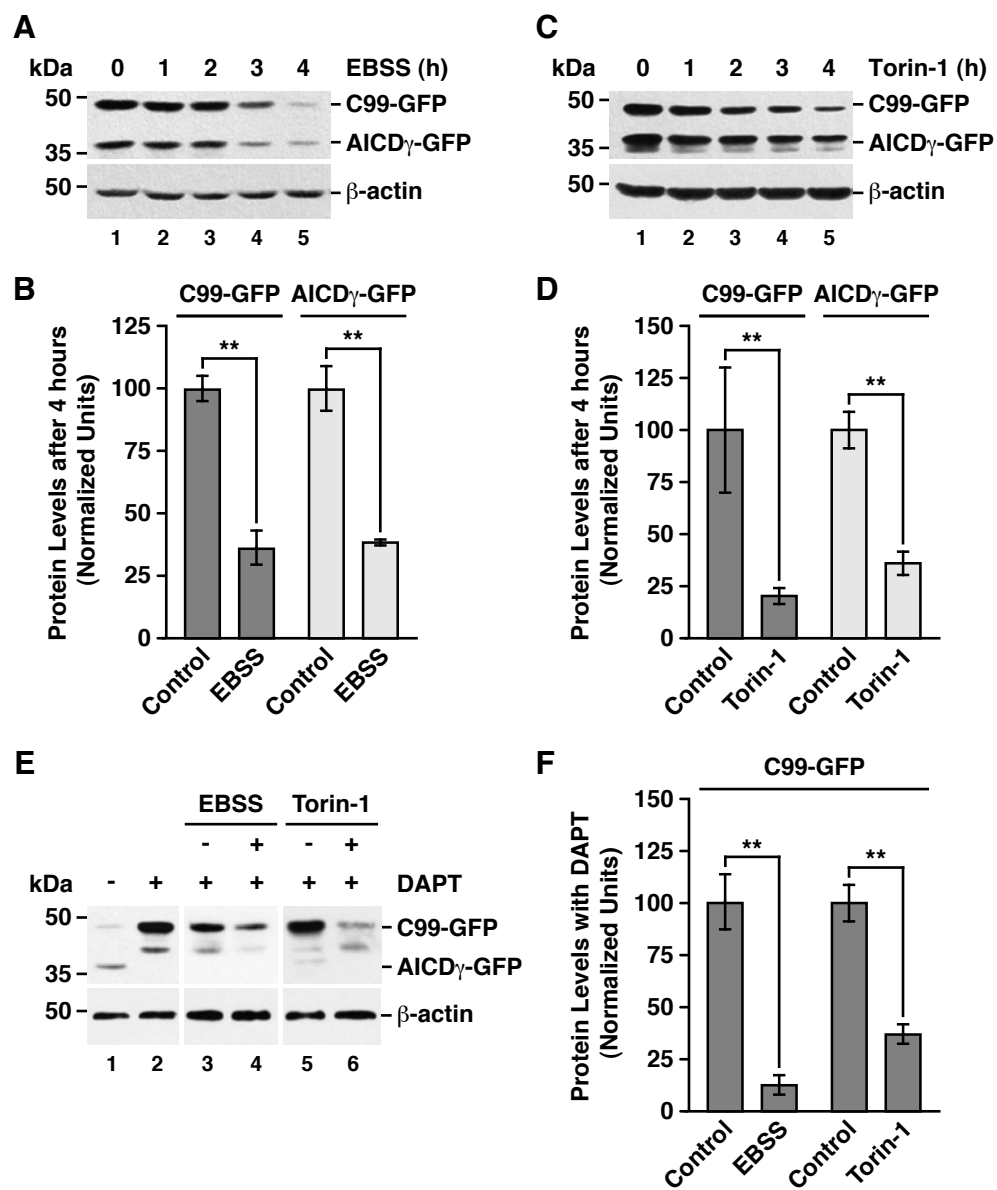 A
kDa 0 1 2 3 4 EBSS (h)
50
C99-GFP
35
AICDγ-GFP
50
β-actin
1 2 3 4 5
C
kDa 0 1 2 3 4 Torin-1 (h)
50
C99-GFP
35
AICDγ-GFP
50
β-actin
1 2 3 4 5
B
C99-GFP AICDγ-GFP
Protein Levels after 4 hours
(Normalized Units)
125
100
75
50
25
0
** **
Control EBSS Control EBSS
D
C99-GFP AICDγ-GFP
Protein Levels after 4 hours
(Normalized Units)
150
125
100
75
50
25
0
** **
Control Torin-1 Control Torin-1
E
EBSS Torin-1
- + - +
kDa - + + + + + DAPT
50
C99-GFP
35
AICDγ-GFP
50
β-actin
1 2 3 4 5 6
F
C99-GFP
Protein Levels with DAPT
(Normalized Units)
150
125
100
75
50
25
0
** **
Control EBSS Control Torin-1